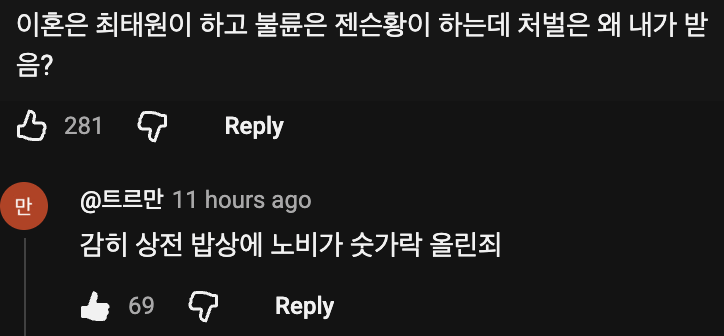 이혼은 최태원이 하고 불륜은 젠슨황이 하는데 처벌은 왜 내가 받
음?
281 Reply
만 @트르만 11 hours ago
감히 상전 밥상에 노비가 숫가락 올린죄
69 Reply